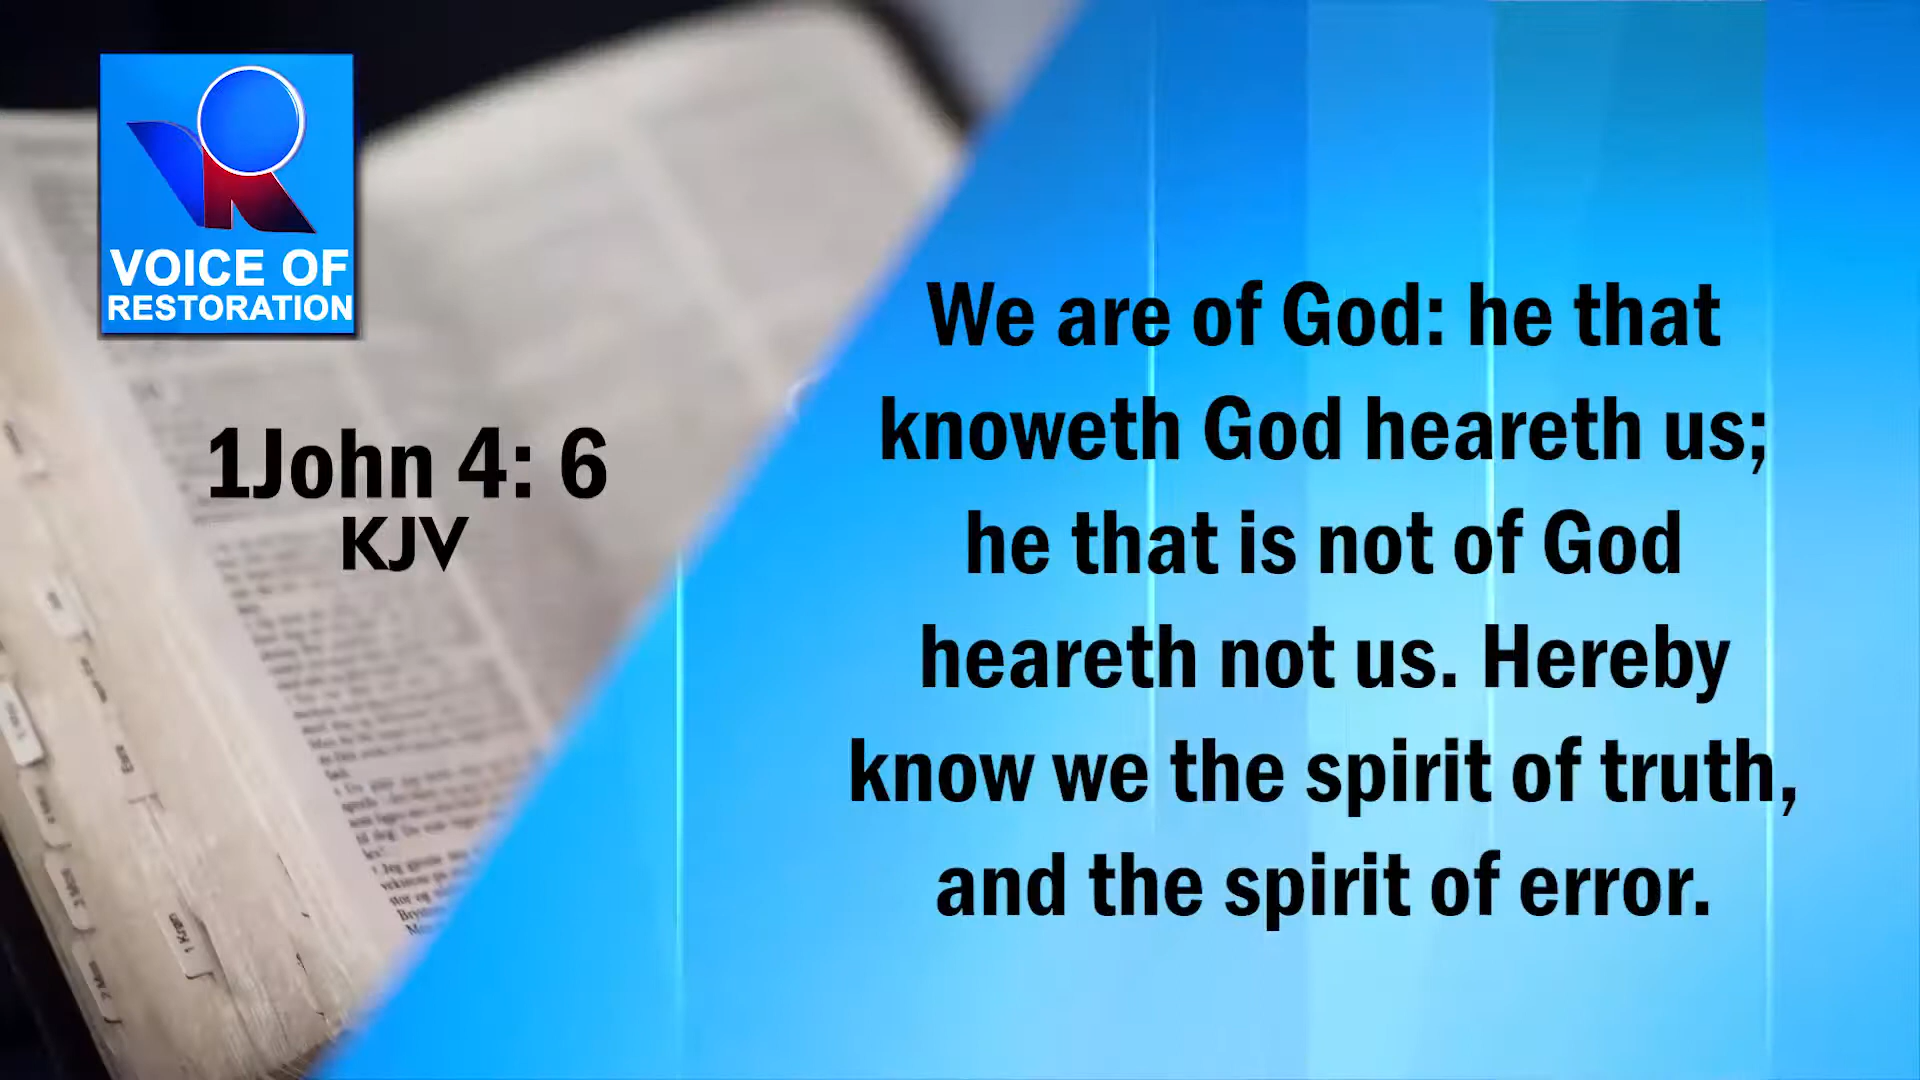 VOICE OF
RESTORATION
1John 4: 6
KJV
We are of God: he that
knoweth God heareth us;
he that is not of God
heareth not us. Hereby
know we the spirit of truth,
and the spirit of error.